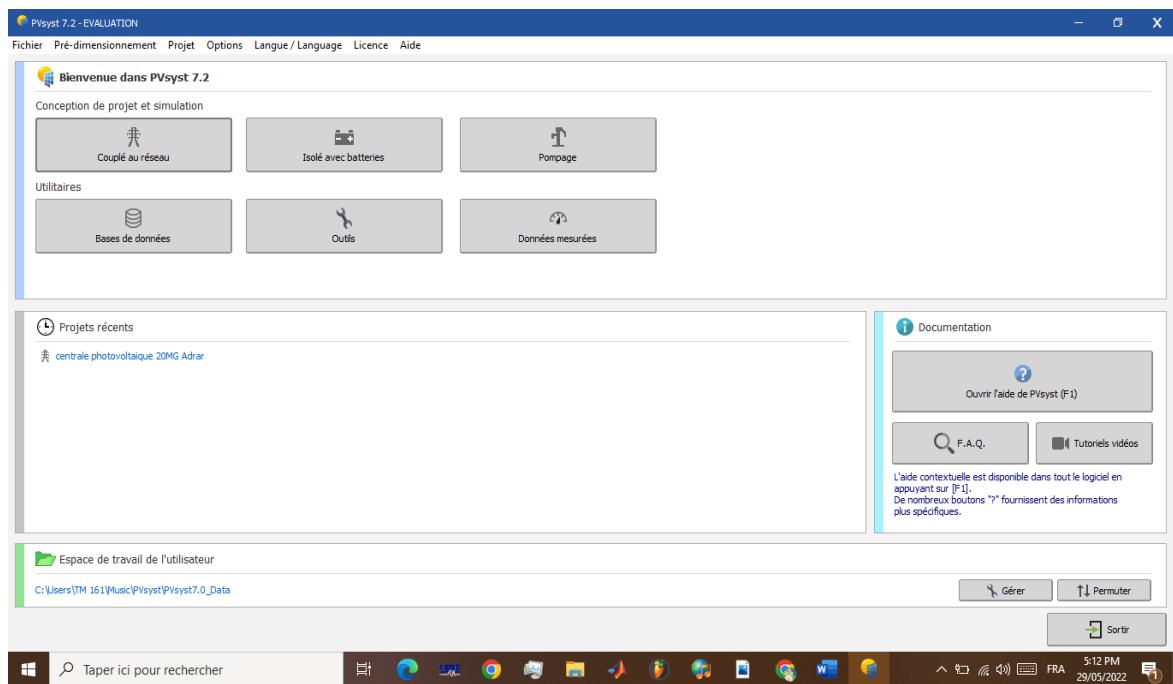 PVsyst 7.2 - EVALUATION
Fichier Pré-dimensionnement Projet Options Langue / Language Licence Aide
Bienvenue dans PVsyst 7.2
Conception de projet et simulation
Couplé au réseau
Isolé avec batteries
Pompage
Utilitaires
Bases de données
Outils
Données mesurées
Projets récents
centrale photovoltaique 20MG Adrar
Documentation
Ouvrir l'aide de PVsyst (F1)
F.A.Q.
Tutoriels vidéos
L'aide contextuelle est disponible dans tout le logiciel en
appuyant sur [F1].
De nombreux boutons "?" fournissent des informations
plus spécifiques.
Espace de travail de l'utilisateur
C:\Users\TM 161\Music\PVsyst\PVsyst7.0_Data
Gérer
Permuter
Sortir
Taper ici pour rechercher
FRA
5:12 PM
29/05/2022